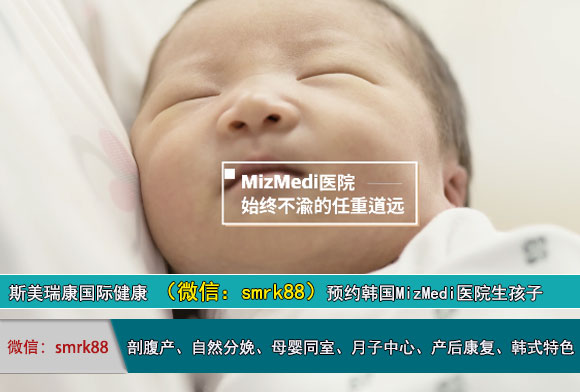 MizMedi医院
始终不渝的任重道远
斯美瑞康国际健康 （微信：smrk88）预约韩国MizMedi医院生孩子
微信：smrk88 剖腹产、自然分娩、母婴同室、月子中心、产后康复、韩式特色